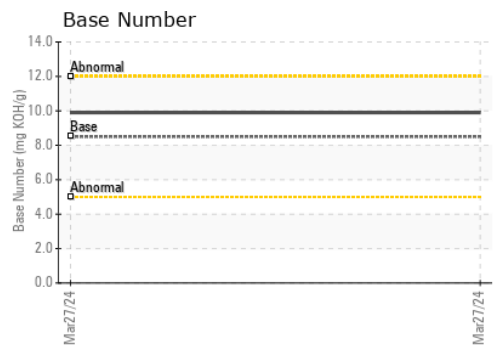 Base Number
Base Number (mg KOH/g)
14.0
12.0
10.0
8.0
6.0
4.0
2.0
0.0
Abnormal
Base
Abnormal
Mar27/24
Mar27/24